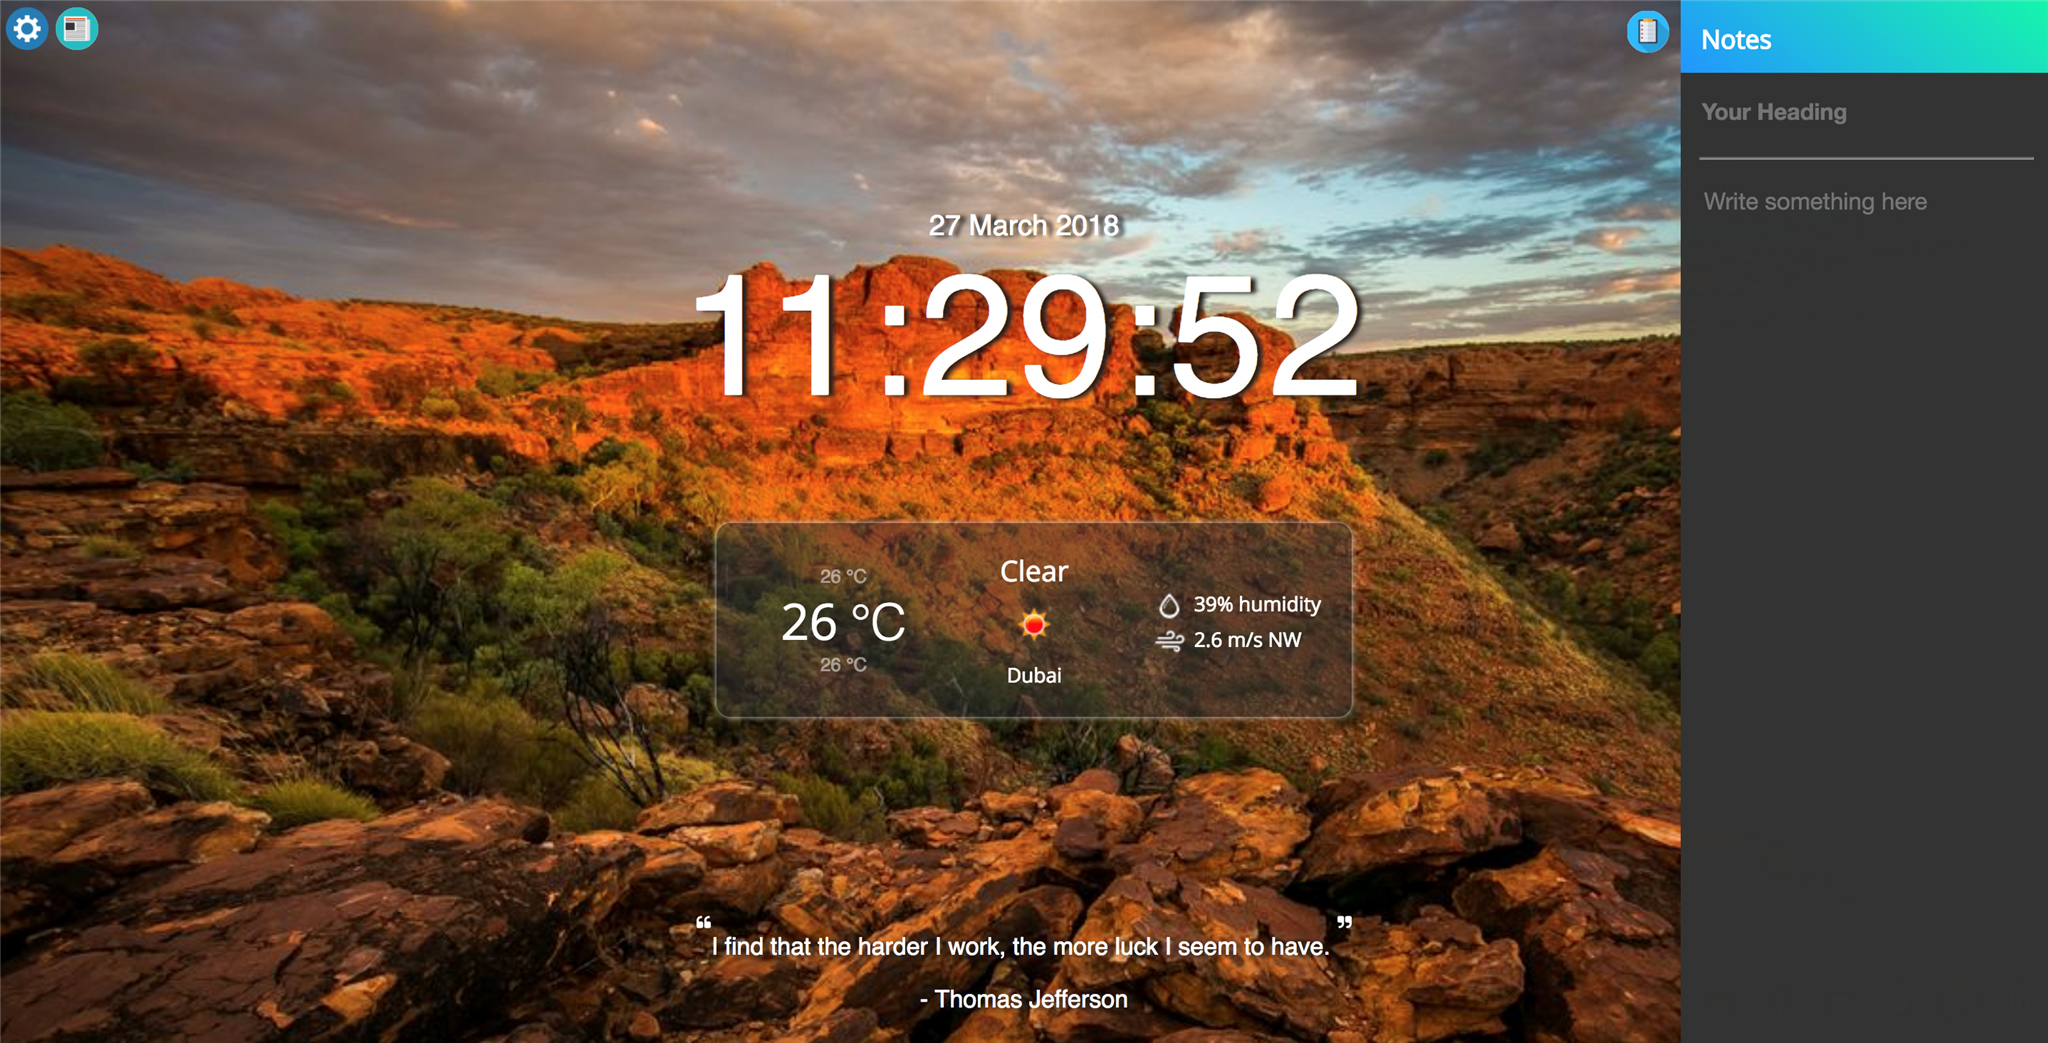 Notes
Your Heading
Write something here
27 March 2018
11:29:52
26 °C
26 °C
26 °C
Clear
Dubai
39% humidity
2.6 m/s NW
“ I find that the harder I work, the more luck I seem to have. ”
- Thomas Jefferson